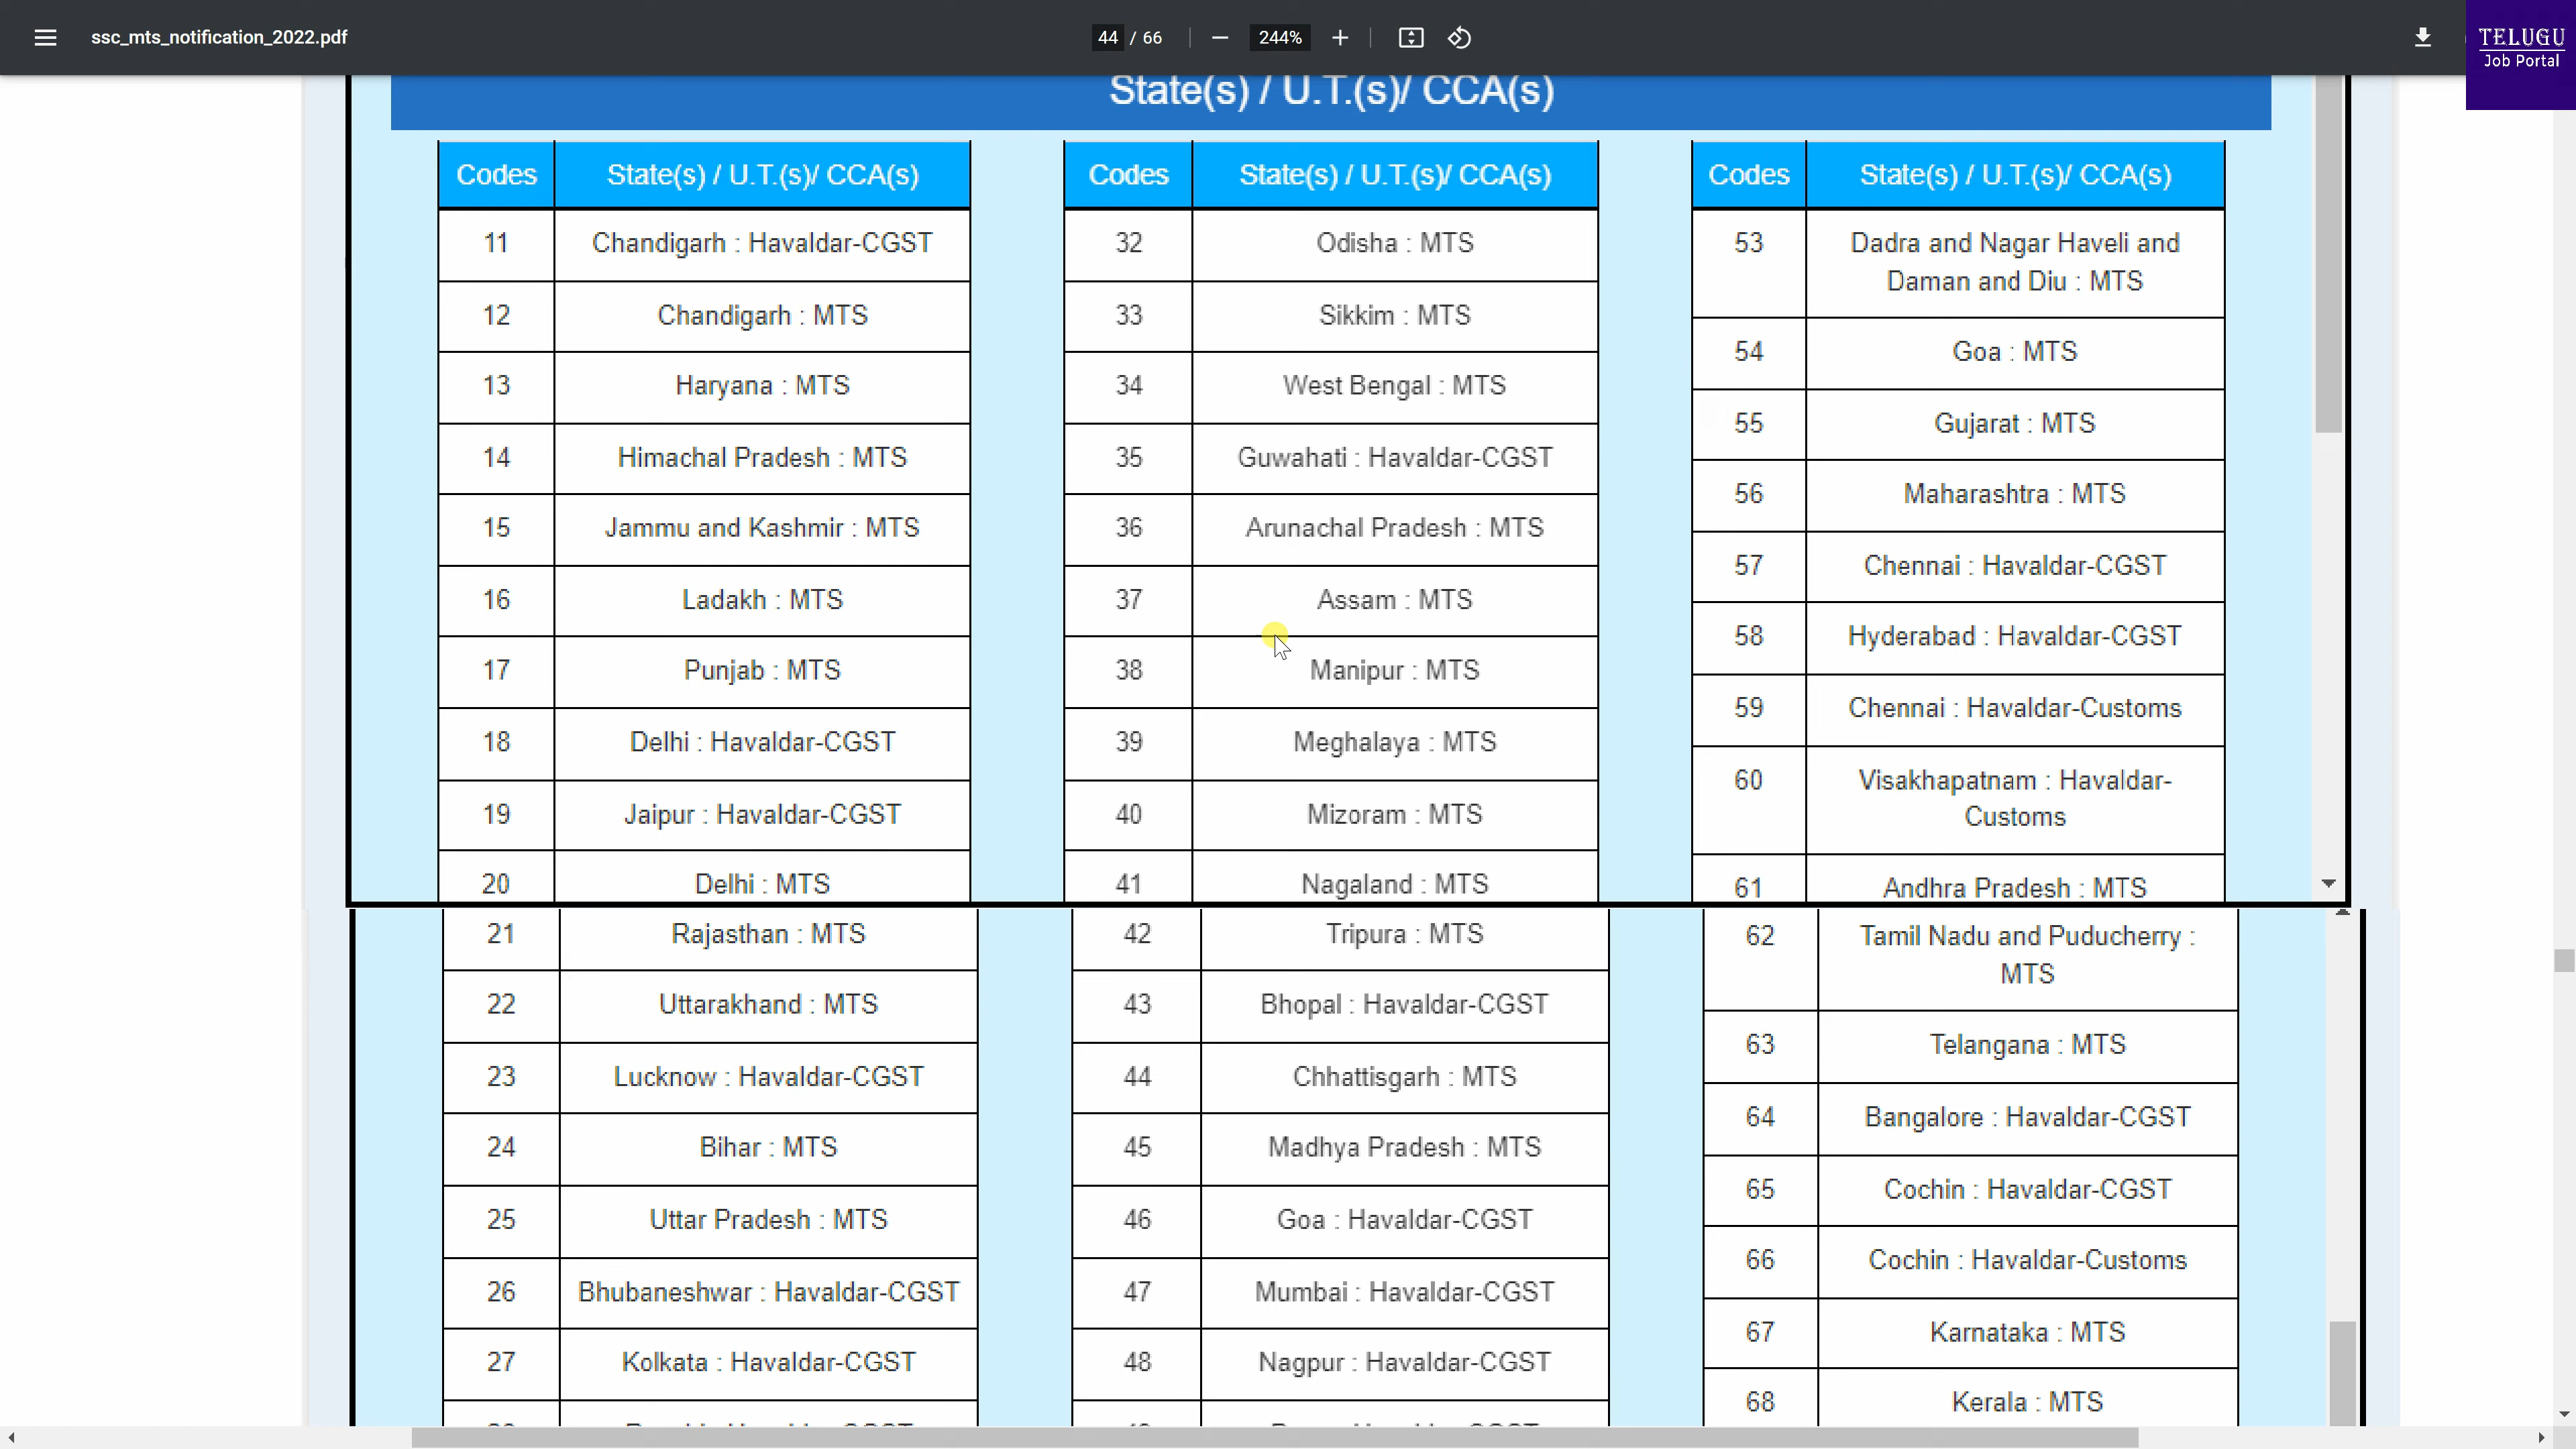 ssc_mts_notification_2022.pdf
44 / 66
244%
TELUGU
Job Portal
State(s) / U.T.(s)/ CCA(s)
Codes State(s) / U.T.(s)/ CCA(s)
11 Chandigarh : Havaldar-CGST
12 Chandigarh : MTS
13 Haryana : MTS
14 Himachal Pradesh : MTS
15 Jammu and Kashmir : MTS
16 Ladakh : MTS
17 Punjab : MTS
18 Delhi : Havaldar-CGST
19 Jaipur : Havaldar-CGST
20 Delhi : MTS
21 Rajasthan : MTS
22 Uttarakhand : MTS
23 Lucknow : Havaldar-CGST
24 Bihar : MTS
25 Uttar Pradesh : MTS
26 Bhubaneshwar : Havaldar-CGST
27 Kolkata : Havaldar-CGST
Codes State(s) / U.T.(s)/ CCA(s)
32 Odisha : MTS
33 Sikkim : MTS
34 West Bengal : MTS
35 Guwahati : Havaldar-CGST
36 Arunachal Pradesh : MTS
37 Assam : MTS
38 Manipur : MTS
39 Meghalaya : MTS
40 Mizoram : MTS
41 Nagaland : MTS
42 Tripura : MTS
43 Bhopal : Havaldar-CGST
44 Chhattisgarh : MTS
45 Madhya Pradesh : MTS
46 Goa : Havaldar-CGST
47 Mumbai : Havaldar-CGST
48 Nagpur : Havaldar-CGST
Codes State(s) / U.T.(s)/ CCA(s)
53 Dadra and Nagar Haveli and
Daman and Diu : MTS
54 Goa : MTS
55 Gujarat : MTS
56 Maharashtra : MTS
57 Chennai : Havaldar-CGST
58 Hyderabad : Havaldar-CGST
59 Chennai : Havaldar-Customs
60 Visakhapatnam : Havaldar-
Customs
61 Andhra Pradesh : MTS
62 Tamil Nadu and Puducherry :
MTS
63 Telangana : MTS
64 Bangalore : Havaldar-CGST
65 Cochin : Havaldar-CGST
66 Cochin : Havaldar-Customs
67 Karnataka : MTS
68 Kerala : MTS